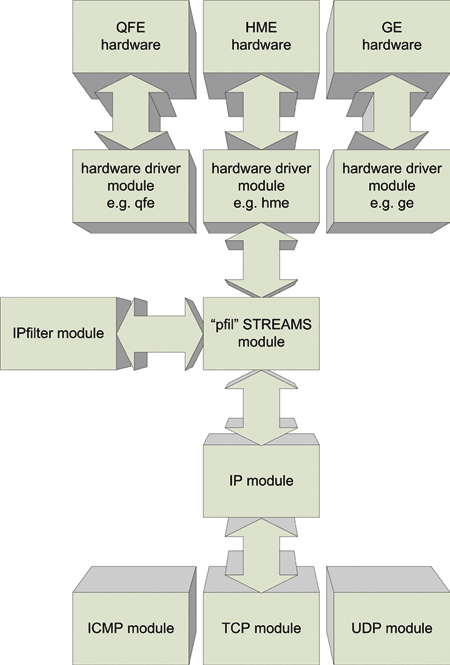 QFE
hardware
HME
hardware
GE
hardware
hardware driver
module
e.g. qfe
hardware driver
module
e.g. hme
hardware driver
module
e.g. ge
IPfilter module
“pfil” STREAMS
module
IP module
ICMP module
TCP module
UDP module